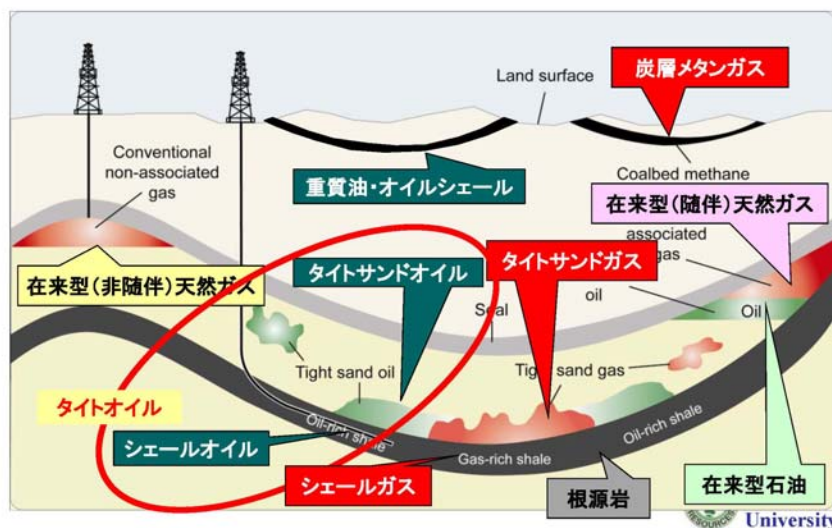 炭層メタンガス
Land surface
Conventional
non-associated
gas
Coalbed methane
重質油・オイルシェール
在来型(随伴)天然ガス
associated
gas
在来型(非随伴)天然ガス
タイトサンドオイル
タイトサンドガス
oil
Oil
Seal
Tight sand oil
Tight sand gas
タイトオイル
シェールオイル
Oil-rich shale
Oil-rich shale
Gas-rich shale
シェールガス
根源岩
在来型石油
RESOURCES
University